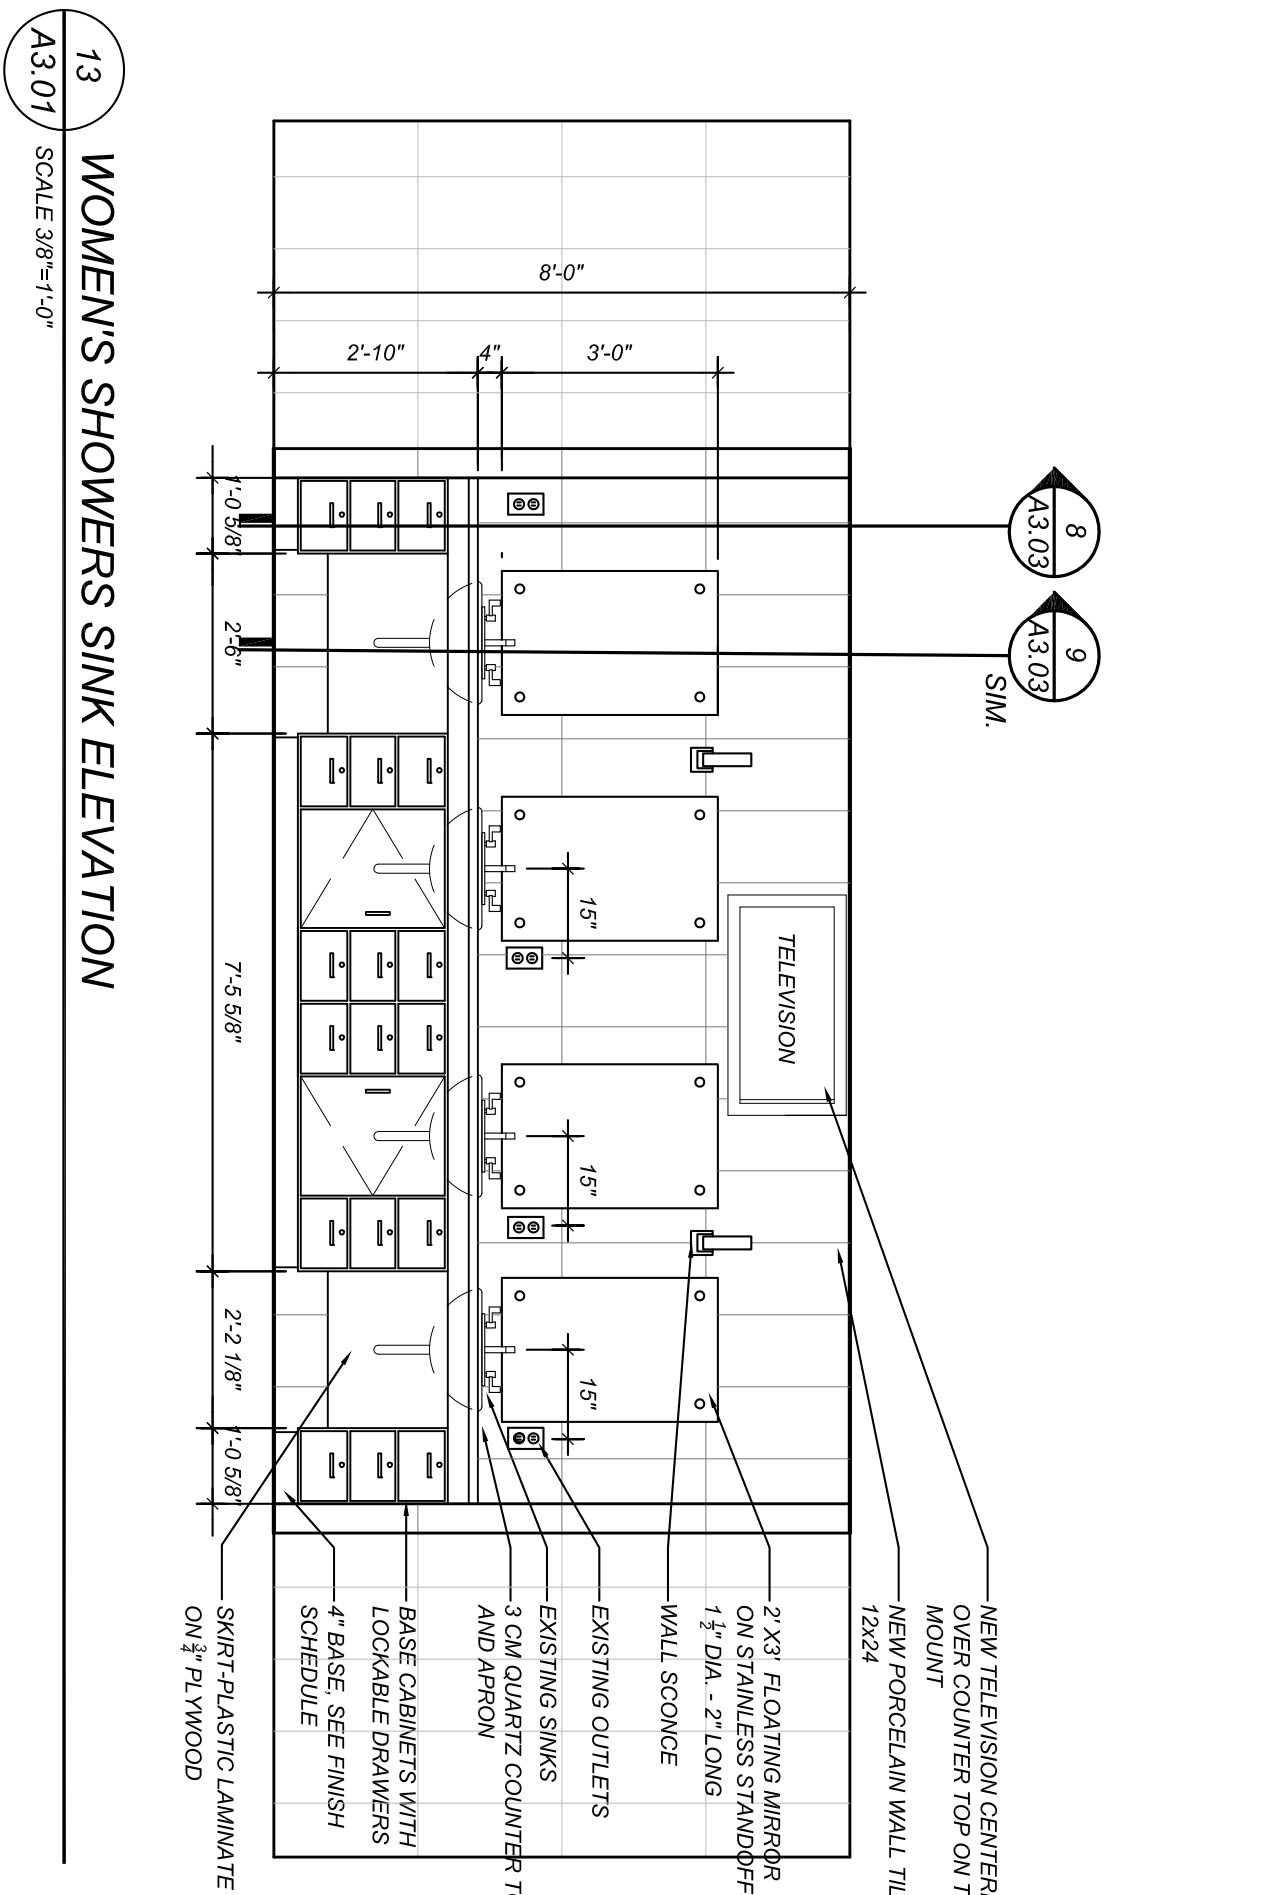 13
A3.01
WOMEN'S SHOWERS SINK ELEVATION
SCALE 3/8"=1'-0"
8
A3.03
9
A3.03
SIM.
8'-0"
2'-10"
4"
3'-0"
TELEVISION
15"
15"
15"
1'-0 5/8"
2'-6"
7'-5 5/8"
2'-2 1/8"
1'-0 5/8"
NEW TELEVISION
OVER COUNTER TOP ON
MOUNT
NEW PORCELAIN WALL
12x24
2' X3' FLOATING MIRROR
ON STAINLESS STANDOFF
1 1/2" DIA. - 2" LONG
WALL SCONCE
EXISTING OUTLETS
EXISTING SINKS
3 CM QUARTZ COUNTER
AND APRON
BASE CABINETS WITH
LOCKABLE DRAWERS
4" BASE, SEE FINISH
SCHEDULE
SKIRT-PLASTIC LAMINATE
ON 3/4" PLYWOOD